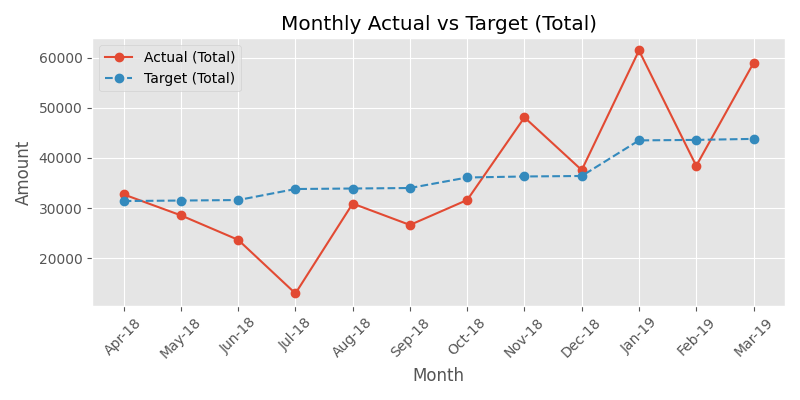 Monthly Actual vs Target (Total)
Actual (Total)
Target (Total)
Amount
60000
50000
40000
30000
20000
Apr-18
May-18
Jun-18
Jul-18
Aug-18
Sep-18
Oct-18
Nov-18
Dec-18
Jan-19
Feb-19
Mar-19
Month